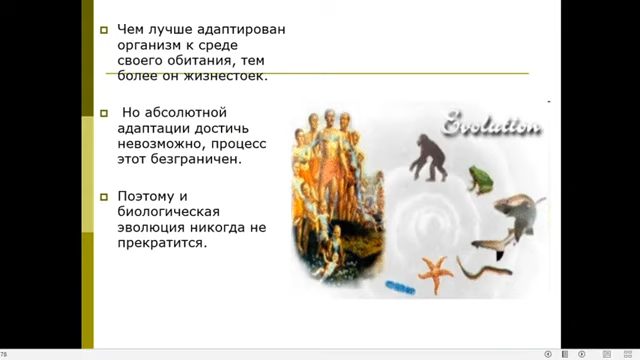 Чем лучше адаптирован
организм к среде
своего обитания, тем
более он жизнестоек.
Но абсолютной
адаптации достичь
невозможно, процесс
этот безграничен.
Поэтому и
биологическая
эволюция никогда не
прекратится.
Evolution
78